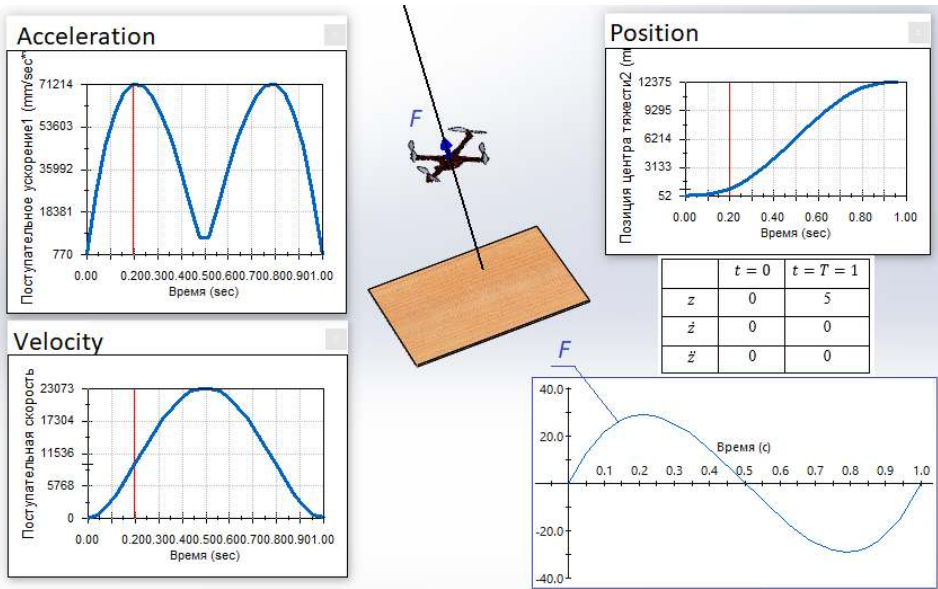 Acceleration
Поступательное ускорение1 (mm/sec**
71214
53603
35992
18381
770
0.00 0.200.300.400.500.600.700.800.901.00
Время (sec)
Velocity
Поступательная скорость
23073
17304
11536
5768
0
0.00 0.200.300.400.500.600.700.800.901.00
Время (sec)
F
Position
Позиция центра тяжести2 (m
12375
9295
6214
3133
52
0.00 0.20 0.40 0.60 0.80 1.00
Время (sec)
t = 0 t = T = 1
z 0 5
ż 0 0
z̈ 0 0
F
40.0
20.0
-20.0
-40.0
Время (с)
0.1 0.2 0.3 0.4 0.5 0.6 0.7 0.8 0.9 1.0